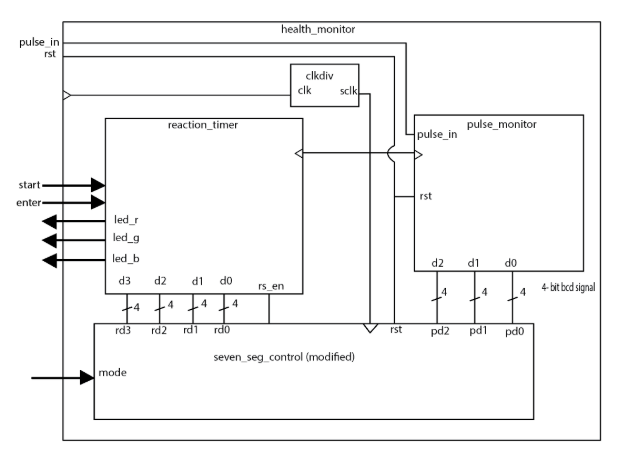 health_monitor
pulse_in
rst
clkdiv
clk sclk
reaction_timer
pulse_monitor
pulse_in
start
enter
rst
led_r
led_g
led_b
d3 d2 d1 d0 rs_en
d2 d1 d0
4 4 4 4
4 4 4
4- bit bcd signal
rd3 rd2 rd1 rd0
rst
pd2 pd1 pd0
seven_seg_control (modified)
mode